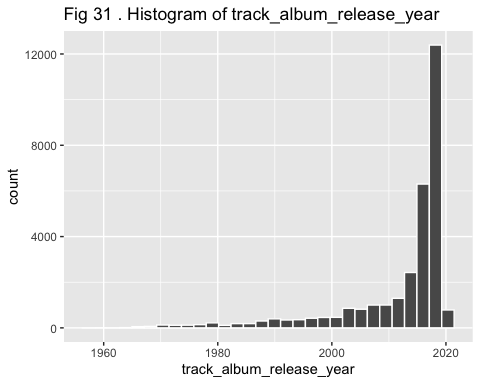 Fig 31 . Histogram of track_album_release_year
12000
8000
4000
0
count
1960 1980 2000 2020
track_album_release_year